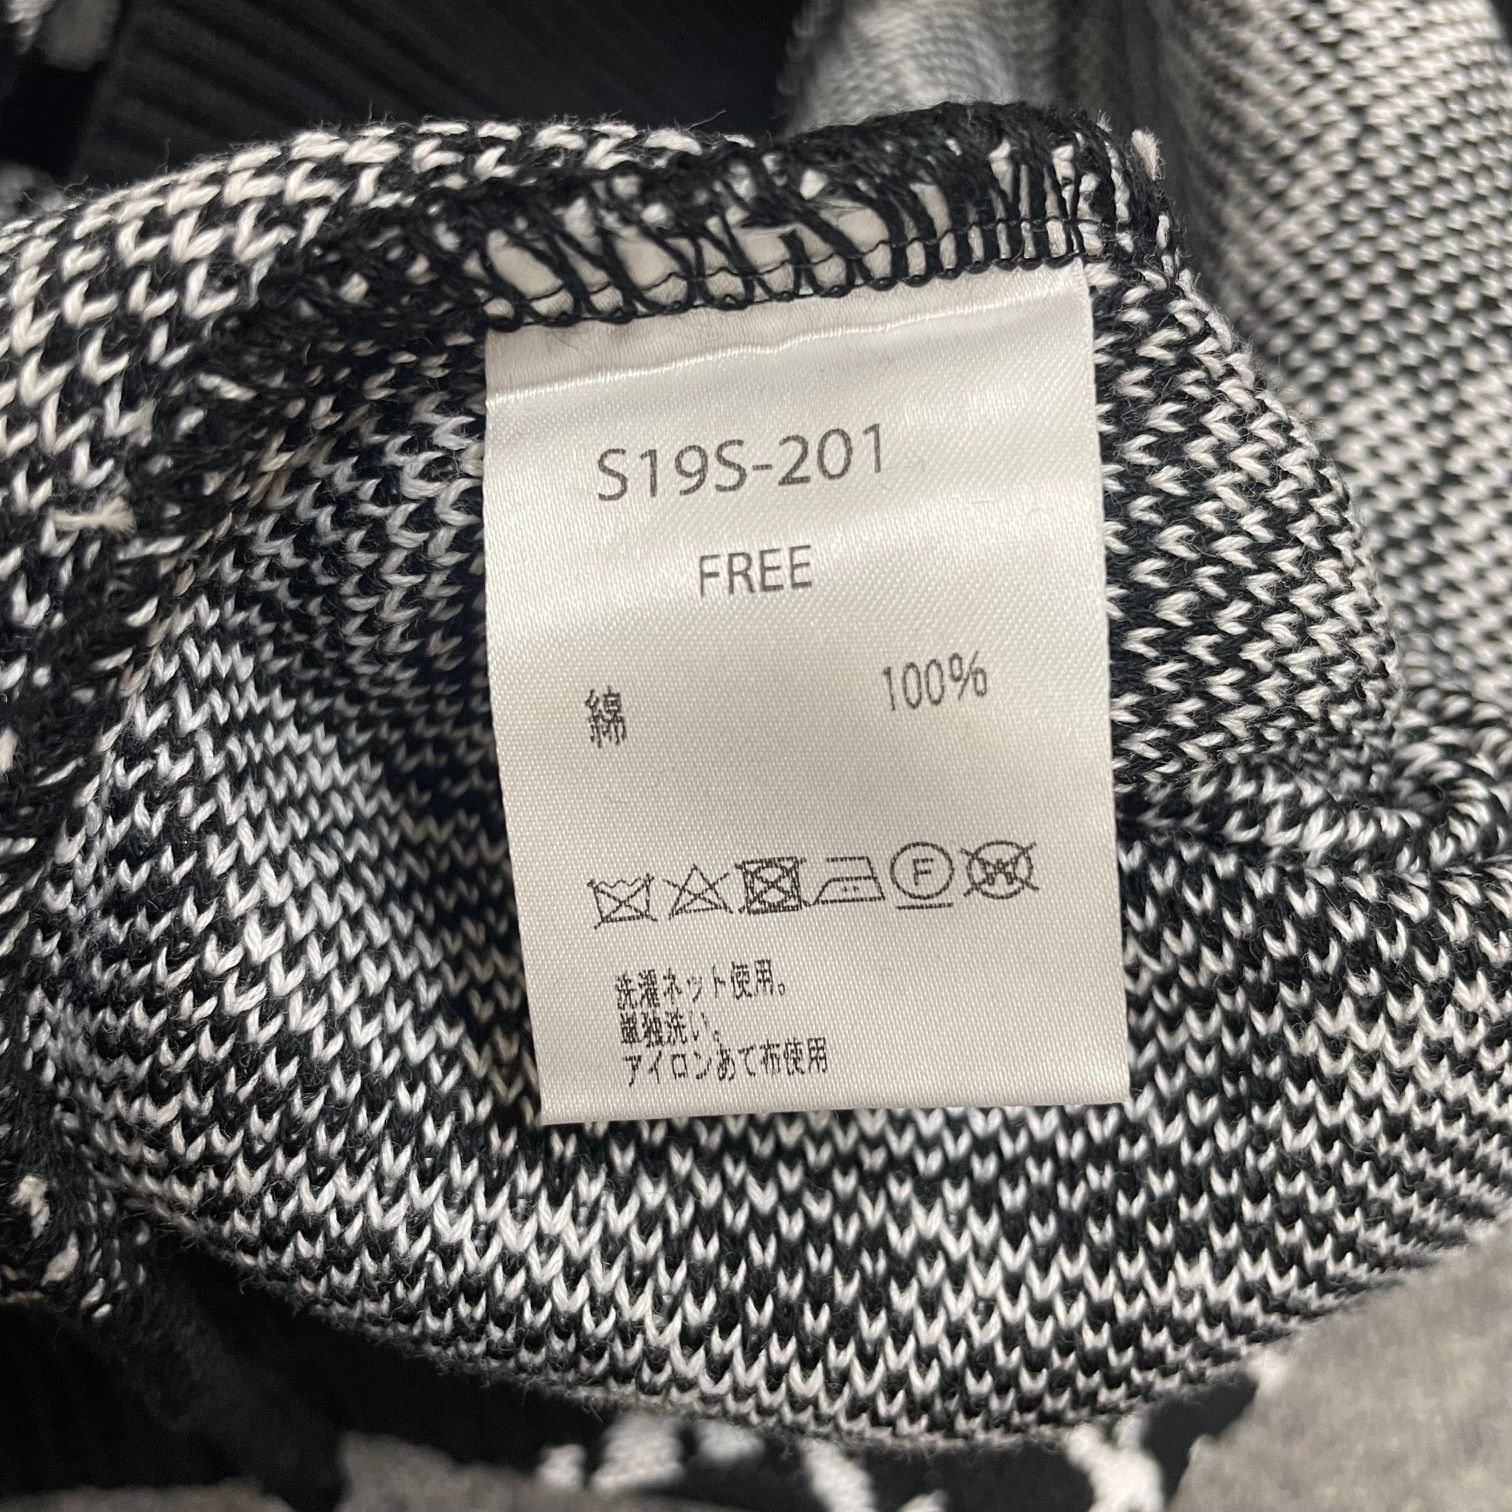 S19S-201
FREE
綿 100%
F W
洗濯ネット使用。
単独洗い。
アイロンあて布使用